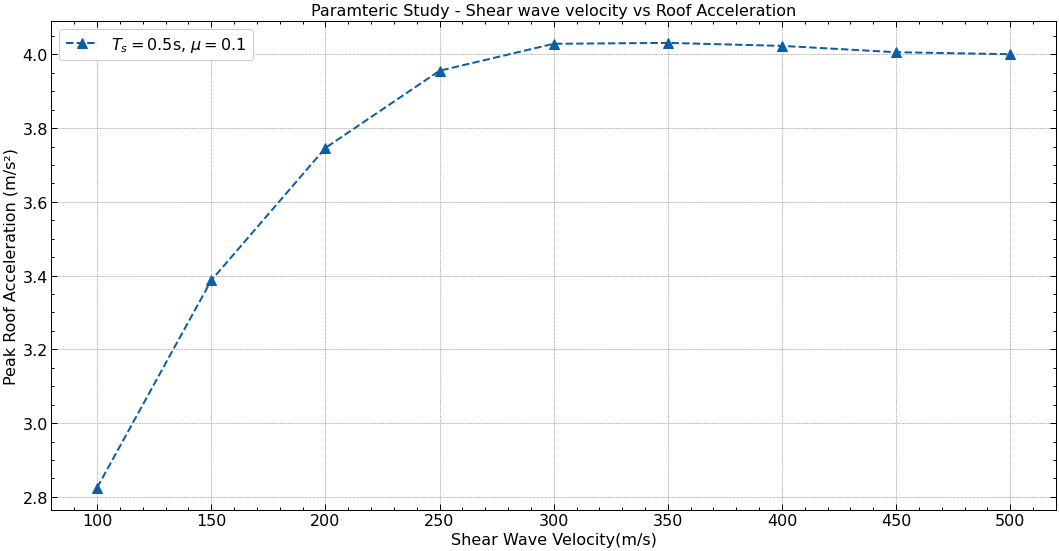 Paramteric Study - Shear wave velocity vs Roof Acceleration
Tₛ = 0.5s, μ = 0.1
Peak Roof Acceleration (m/s²)
4.0
3.8
3.6
3.4
3.2
3.0
2.8
100 150 200 250 300 350 400 450 500
Shear Wave Velocity(m/s)